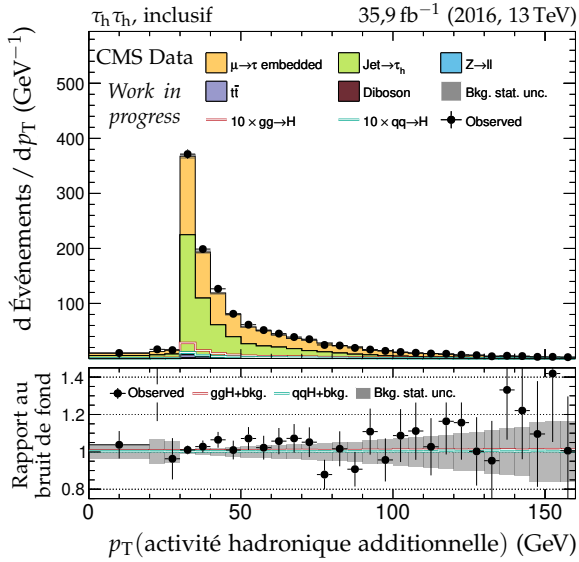 τhτh, inclusif 35,9 fb−1 (2016, 13 TeV)
d Événements / dpT (GeV−1)
500
400
300
200
100
CMS Data
Work in
progress
μ→τ embedded Jet→τh Z→ll
tt̄ Diboson Bkg. stat. unc.
10 × gg→H 10 × qq→H Observed
Rapport au
bruit de fond
1.4
1.2
1
0.8
Observed ggH+bkg. qqH+bkg. Bkg. stat. unc.
0 50 100 150
pT(activité hadronique additionnelle) (GeV)